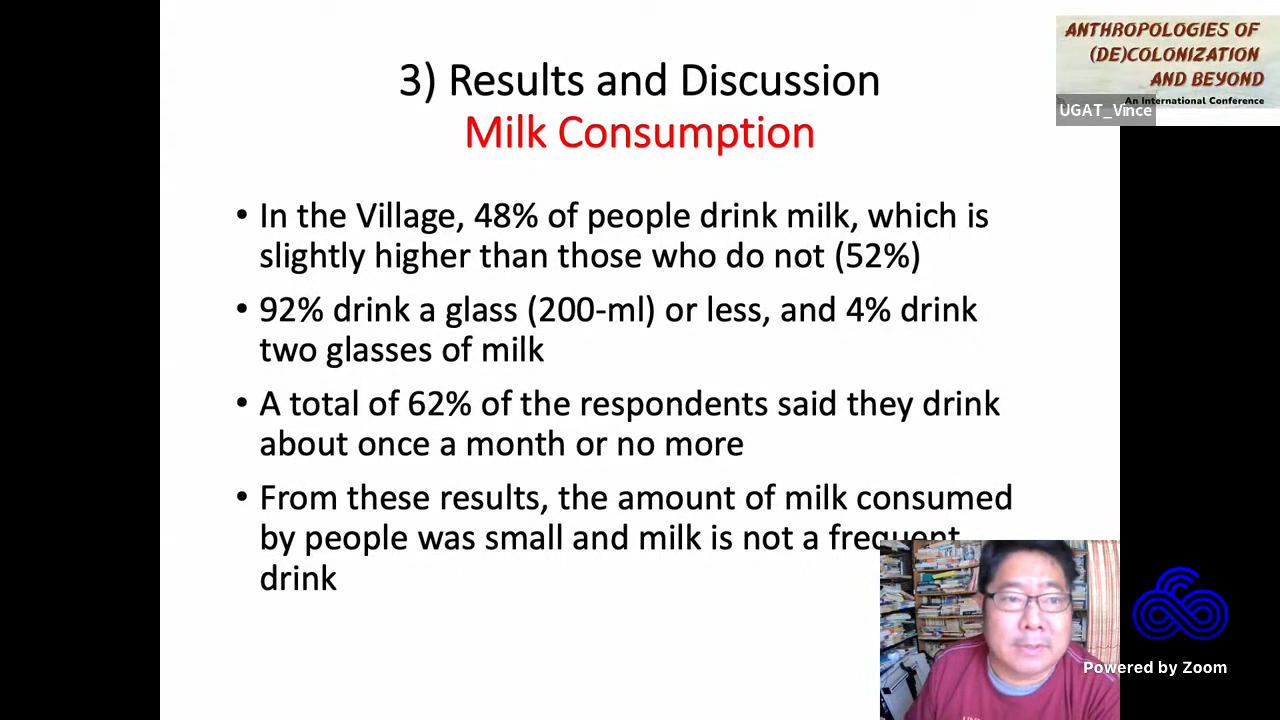 3) Results and Discussion
Milk Consumption
• In the Village, 48% of people drink milk, which is
slightly higher than those who do not (52%)
• 92% drink a glass (200-ml) or less, and 4% drink
two glasses of milk
• A total of 62% of the respondents said they drink
about once a month or no more
• From these results, the amount of milk consumed
by people was small and milk is not a frequent
drink
ANTHROPOLOGIES OF
(DE)COLONIZATION
AND BEYOND
An International Conference
UGAT_Vince
Powered by Zoom